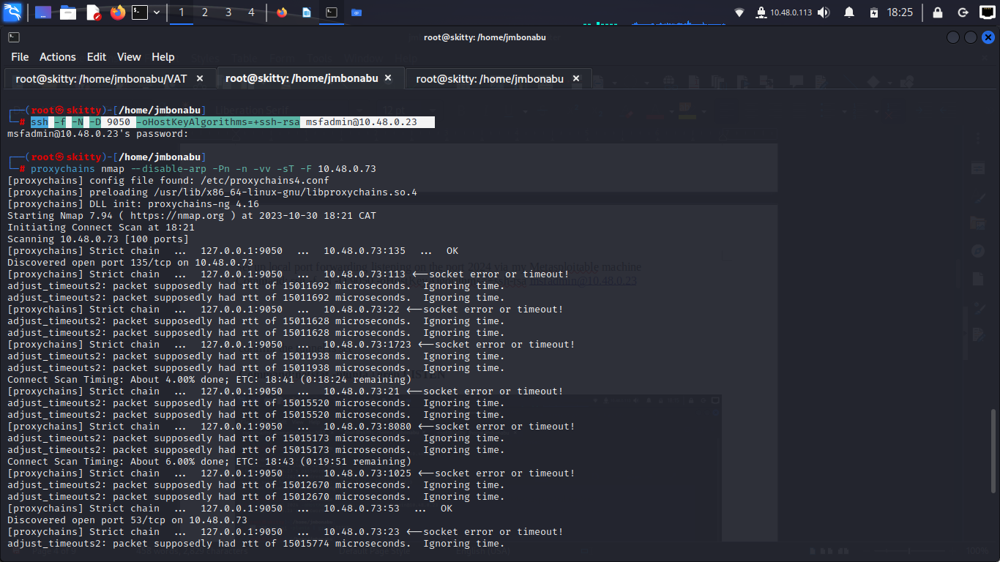 1 2 3 4 10.48.0.113 18:25
root@skitty: /home/jmbonabu
File Actions Edit View Help
root@skitty: /home/jmbonabu/VAT × root@skitty: /home/jmbonabu × root@skitty: /home/jmbonabu ×
┌──(root㉿skitty)-[/home/jmbonabu]
└─# ssh -f -N -D 9050 -oHostKeyAlgorithms=+ssh-rsa msfadmin@10.48.0.23
msfadmin@10.48.0.23's password:
┌──(root㉿skitty)-[/home/jmbonabu]
└─# proxychains nmap --disable-arp -Pn -n -vv -sT -F 10.48.0.73
[proxychains] config file found: /etc/proxychains4.conf
[proxychains] preloading /usr/lib/x86_64-linux-gnu/libproxychains.so.4
[proxychains] DLL init: proxychains-ng 4.16
Starting Nmap 7.94 ( https://nmap.org ) at 2023-10-30 18:21 CAT
Initiating Connect Scan at 18:21
Scanning 10.48.0.73 [100 ports]
[proxychains] Strict chain ... 127.0.0.1:9050 ... 10.48.0.73:135 ... OK
Discovered open port 135/tcp on 10.48.0.73
[proxychains] Strict chain ... 127.0.0.1:9050 ... 10.48.0.73:113 <--socket error or timeout!
adjust_timeouts2: packet supposedly had rtt of 15011692 microseconds. Ignoring time.
adjust_timeouts2: packet supposedly had rtt of 15011692 microseconds. Ignoring time.
[proxychains] Strict chain ... 127.0.0.1:9050 ... 10.48.0.73:22 <--socket error or timeout!
adjust_timeouts2: packet supposedly had rtt of 15011628 microseconds. Ignoring time.
adjust_timeouts2: packet supposedly had rtt of 15011628 microseconds. Ignoring time.
[proxychains] Strict chain ... 127.0.0.1:9050 ... 10.48.0.73:1723 <--socket error or timeout!
adjust_timeouts2: packet supposedly had rtt of 15011938 microseconds. Ignoring time.
adjust_timeouts2: packet supposedly had rtt of 15011938 microseconds. Ignoring time.
Connect Scan Timing: About 4.00% done; ETC: 18:41 (0:18:24 remaining)
[proxychains] Strict chain ... 127.0.0.1:9050 ... 10.48.0.73:21 <--socket error or timeout!
adjust_timeouts2: packet supposedly had rtt of 15015520 microseconds. Ignoring time.
adjust_timeouts2: packet supposedly had rtt of 15015520 microseconds. Ignoring time.
[proxychains] Strict chain ... 127.0.0.1:9050 ... 10.48.0.73:8080 <--socket error or timeout!
adjust_timeouts2: packet supposedly had rtt of 15015173 microseconds. Ignoring time.
adjust_timeouts2: packet supposedly had rtt of 15015173 microseconds. Ignoring time.
Connect Scan Timing: About 6.00% done; ETC: 18:43 (0:19:51 remaining)
[proxychains] Strict chain ... 127.0.0.1:9050 ... 10.48.0.73:1025 <--socket error or timeout!
adjust_timeouts2: packet supposedly had rtt of 15012670 microseconds. Ignoring time.
adjust_timeouts2: packet supposedly had rtt of 15012670 microseconds. Ignoring time.
[proxychains] Strict chain ... 127.0.0.1:9050 ... 10.48.0.73:53 ... OK
Discovered open port 53/tcp on 10.48.0.73
[proxychains] Strict chain ... 127.0.0.1:9050 ... 10.48.0.73:23 <--socket error or timeout!
adjust_timeouts2: packet supposedly had rtt of 15015774 microseconds. Ignoring time.